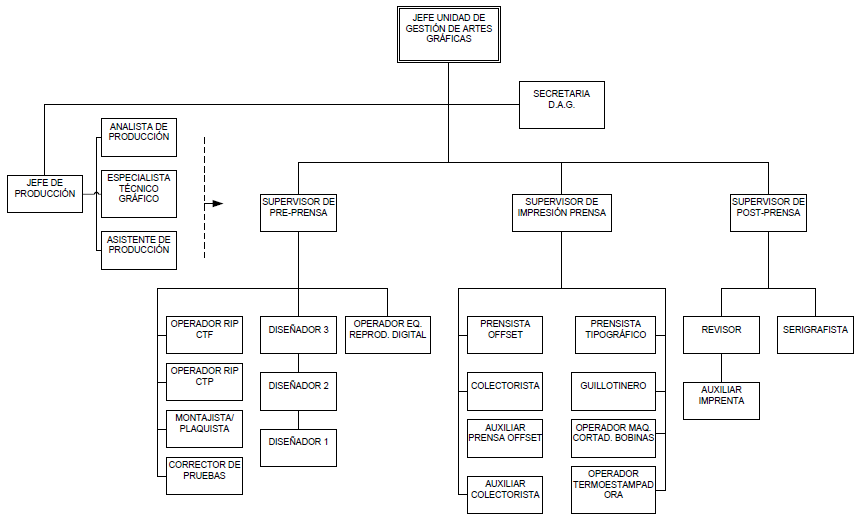 JEFE UNIDAD DE
GESTIÓN DE ARTES
GRÁFICAS
SECRETARIA
D.A.G.
ANALISTA DE
PRODUCCIÓN
JEFE DE
PRODUCCIÓN
ESPECIALISTA
TÉCNICO
GRÁFICO
ASISTENTE DE
PRODUCCIÓN
SUPERVISOR DE
PRE-PRENSA
SUPERVISOR DE
IMPRESIÓN PRENSA
SUPERVISOR DE
POST-PRENSA
OPERADOR RIP
CTF
OPERADOR RIP
CTP
MONTAJISTA/
PLAQUISTA
CORRECTOR DE
PRUEBAS
DISEÑADOR 3
DISEÑADOR 2
DISEÑADOR 1
OPERADOR EQ.
REPROD. DIGITAL
PRENSISTA
OFFSET
COLECTORISTA
AUXILIAR
PRENSA OFFSET
AUXILIAR
COLECTORISTA
PRENSISTA
TIPOGRÁFICO
GUILLOTINERO
OPERADOR MAQ.
CORTAD. BOBINAS
OPERADOR
TERMOESTAMPAD
ORA
REVISOR
AUXILIAR
IMPRENTA
SERIGRAFISTA